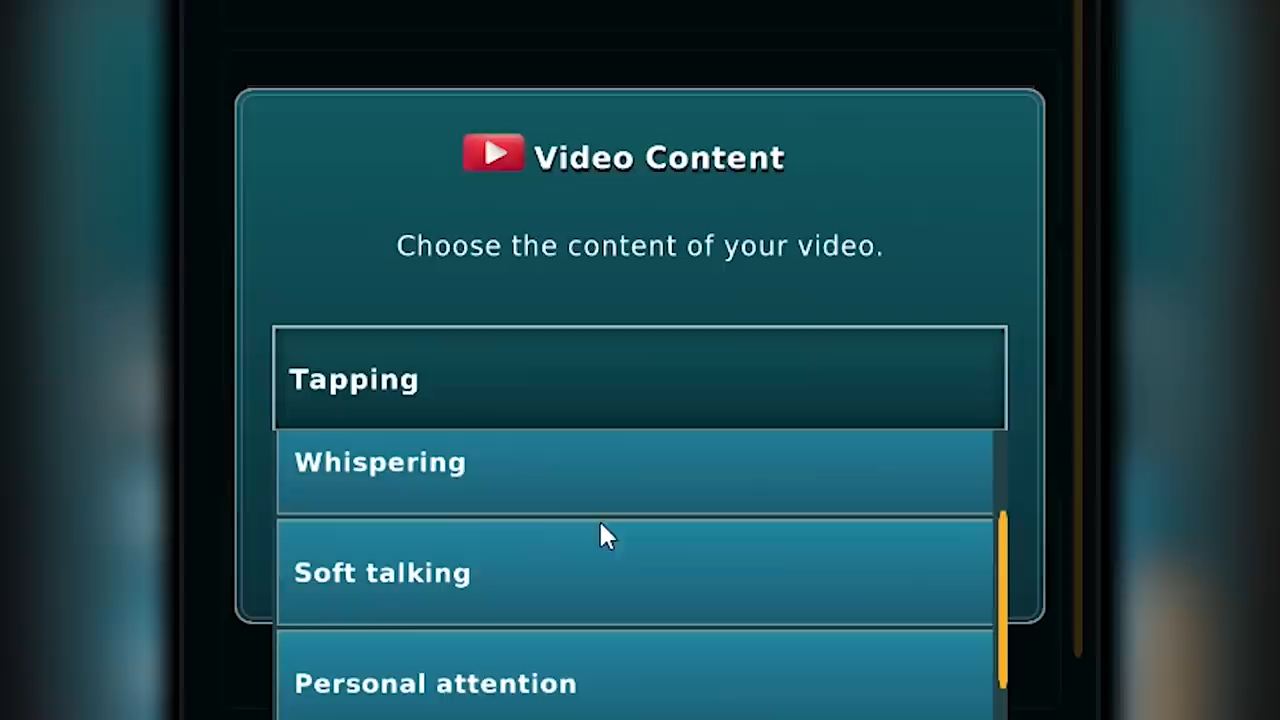 Video Content
Choose the content of your video.
Tapping
Whispering
Soft talking
Personal attention